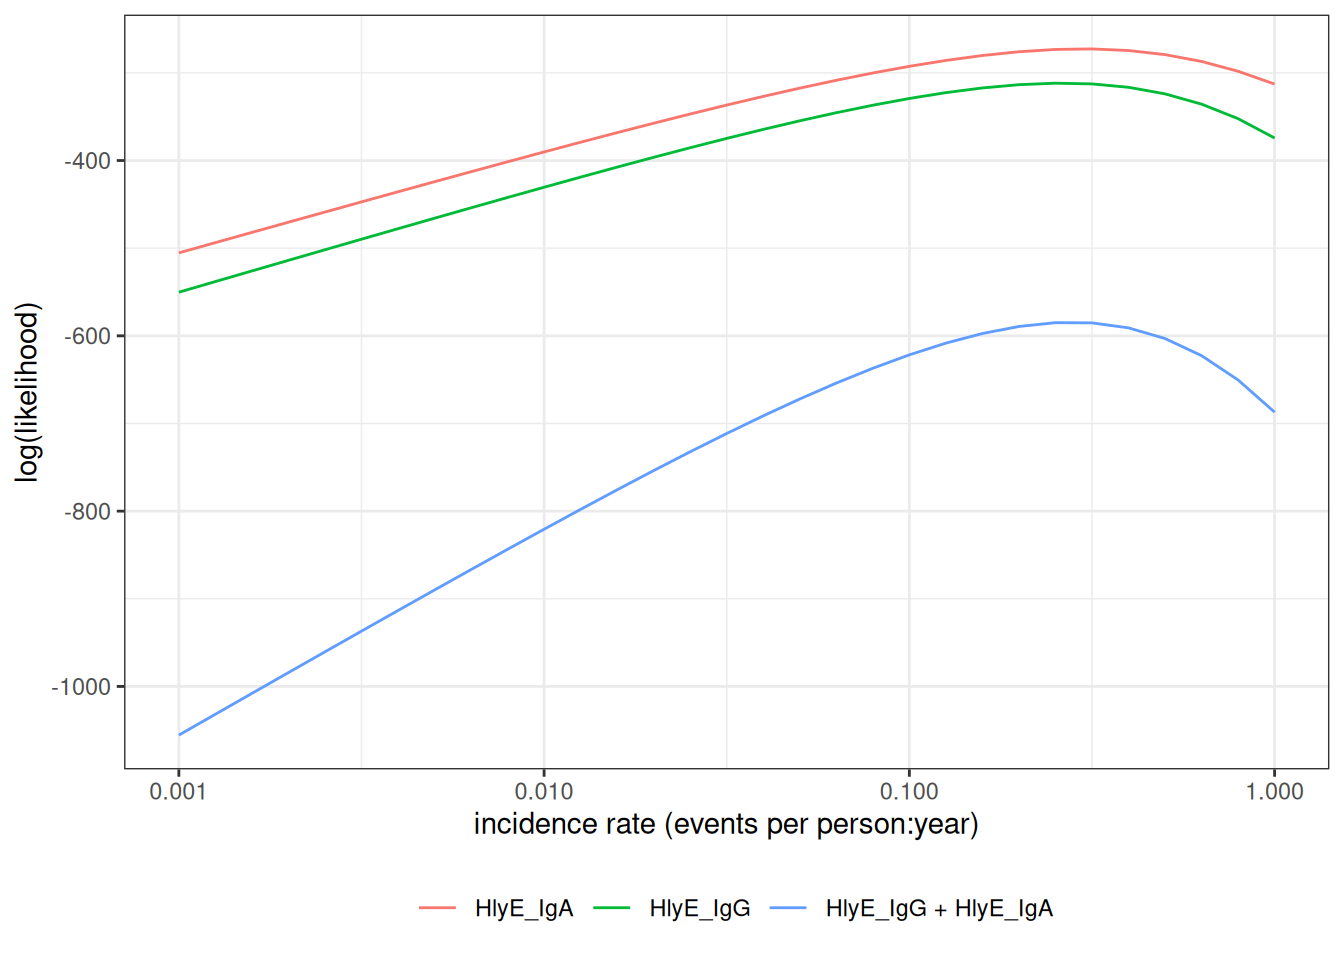 log(likelihood)
-400
-600
-800
-1000
0.001 0.010 0.100 1.000
incidence rate (events per person:year)
HlyE_IgA HlyE_IgG HlyE_IgG + HlyE_IgA